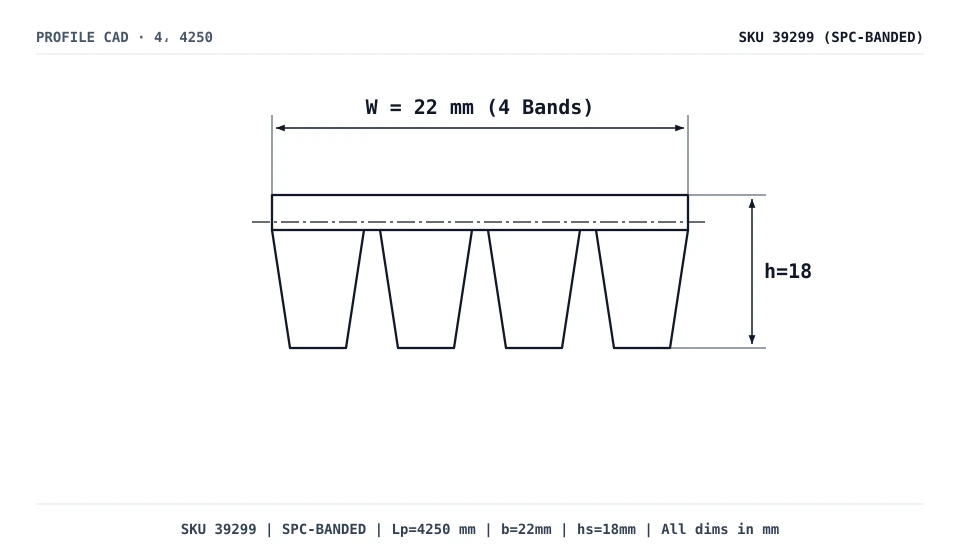 PROFILE CAD · 4، 4250
SKU 39299 (SPC-BANDED)
W = 22 mm (4 Bands)
h=18
SKU 39299 | SPC-BANDED | Lp=4250 mm | b=22mm | hs=18mm | All dims in mm